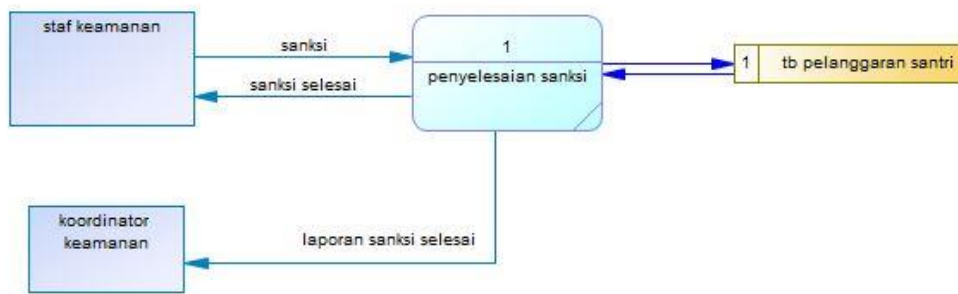 staf keamanan
sanksi
sanksi selesai
1
penyelesaian sanksi
1 tb pelanggaran santri
koordinator
keamanan
laporan sanksi selesai